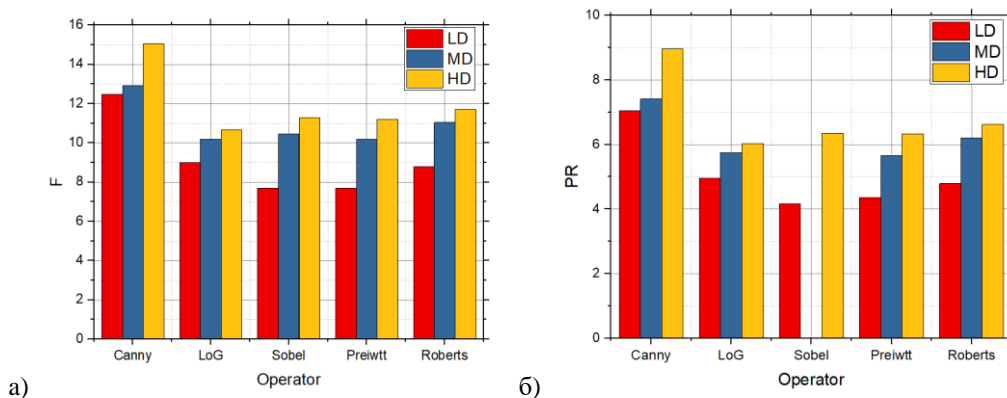 16
14
12
10
8
6
4
2
0
F
LD
MD
HD
Canny LoG Sobel Preiwtt Roberts
Operator
а)
10
8
6
4
2
0
PR
LD
MD
HD
Canny LoG Sobel Preiwtt Roberts
Operator
б)